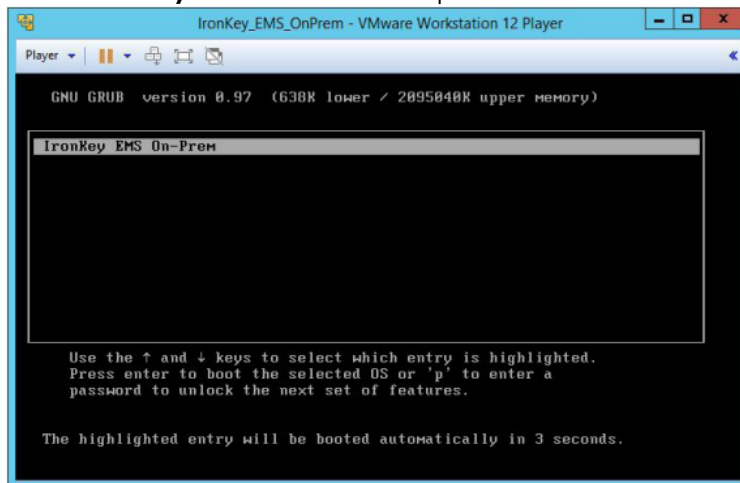 IronKey_EMS_OnPrem - VMware Workstation 12 Player
Player
GNU GRUB version 0.97 (638K lower / 2095040K upper memory)
IronKey EMS On-Prem
Use the ↑ and ↓ keys to select which entry is highlighted.
Press enter to boot the selected OS or 'p' to enter a
password to unlock the next set of features.
The highlighted entry will be booted automatically in 3 seconds.